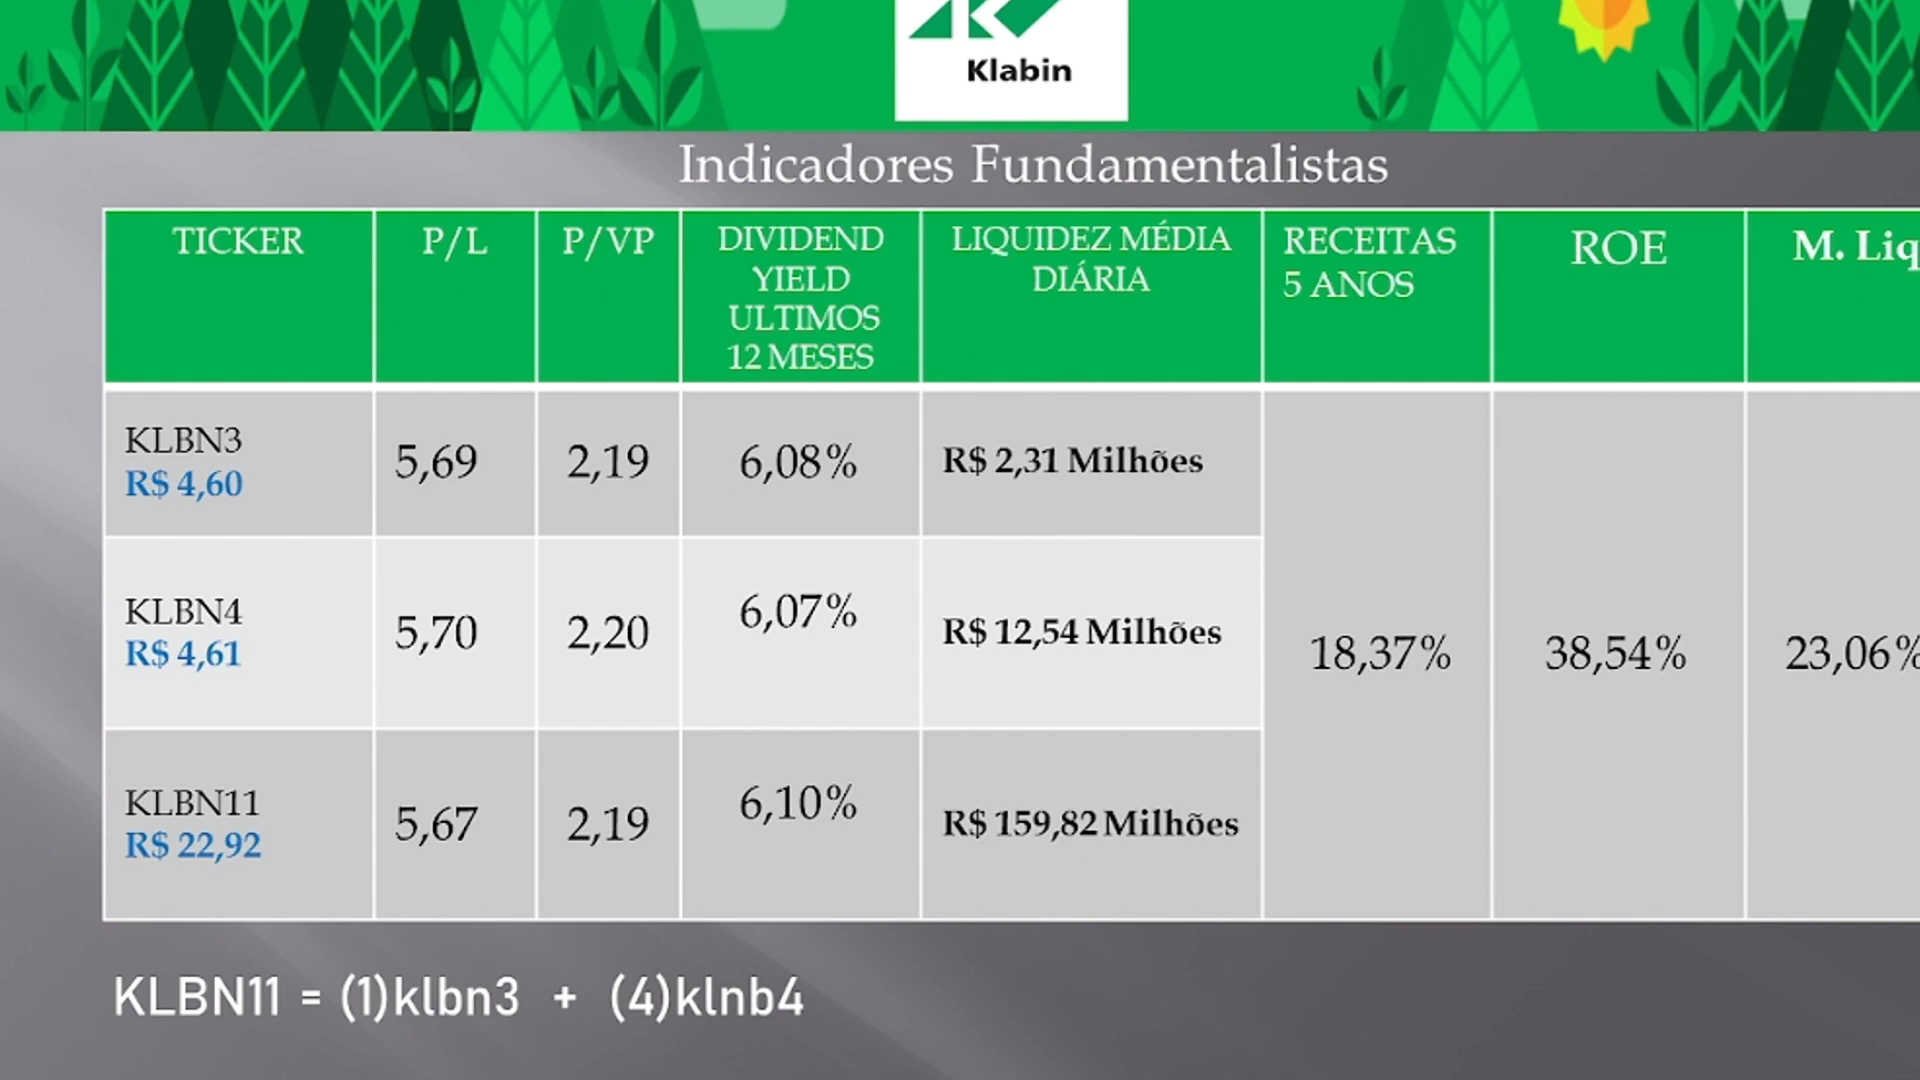 Klabin
Indicadores Fundamentalistas
TICKER
P/L
P/VP
DIVIDEND
YIELD
ULTIMOS
12 MESES
LIQUIDEZ MÉDIA
DIÁRIA
RECEITAS
5 ANOS
ROE
M. Liq
KLBN3
R$ 4,60
5,69
2,19
6,08%
R$ 2,31 Milhões
KLBN4
R$ 4,61
5,70
2,20
6,07%
R$ 12,54 Milhões
18,37%
38,54%
23,06%
KLBN11
R$ 22,92
5,67
2,19
6,10%
R$ 159,82 Milhões
KLBN11 = (1)klbn3 + (4)klnb4